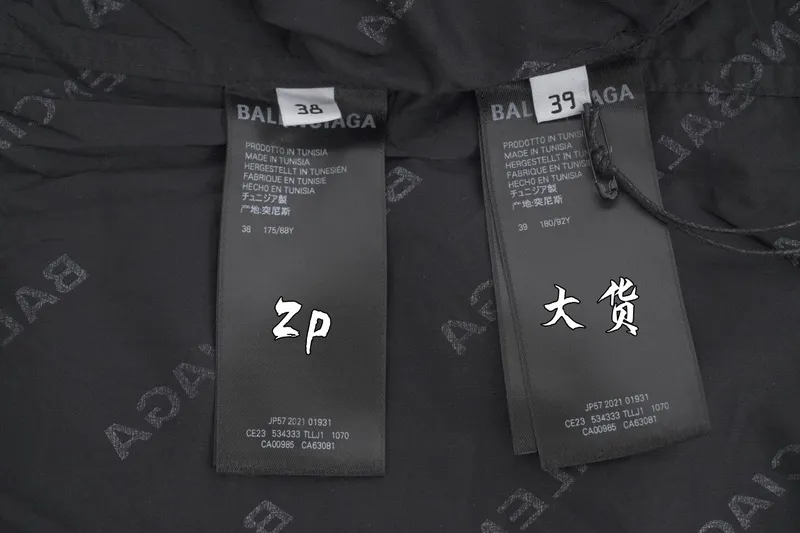 38
BALENCIAGA
PRODOTTO IN TUNISIA
MADE IN TUNISIA
HERGESTELLT IN TUNESIEN
FABRIQUE EN TUNISIE
HECHO EN TUNISIA
チュニジア製
产地:突尼斯
38 175/88Y
Zp
JP57 2021 01931
CE23 534333 TLLJ1 1070
CA00985 CA63081
39
BALENCIAGA
PRODOTTO IN TUNISIA
MADE IN TUNISIA
HERGESTELLT IN
FABRIQUE EN TUNISIE
HECHO EN TUNISIA
チュニジア製
产地:突尼斯
39 180/92Y
大货
JP57 2021 01931
CE23 534333 TLLJ1 1070
CA00985 CA63081